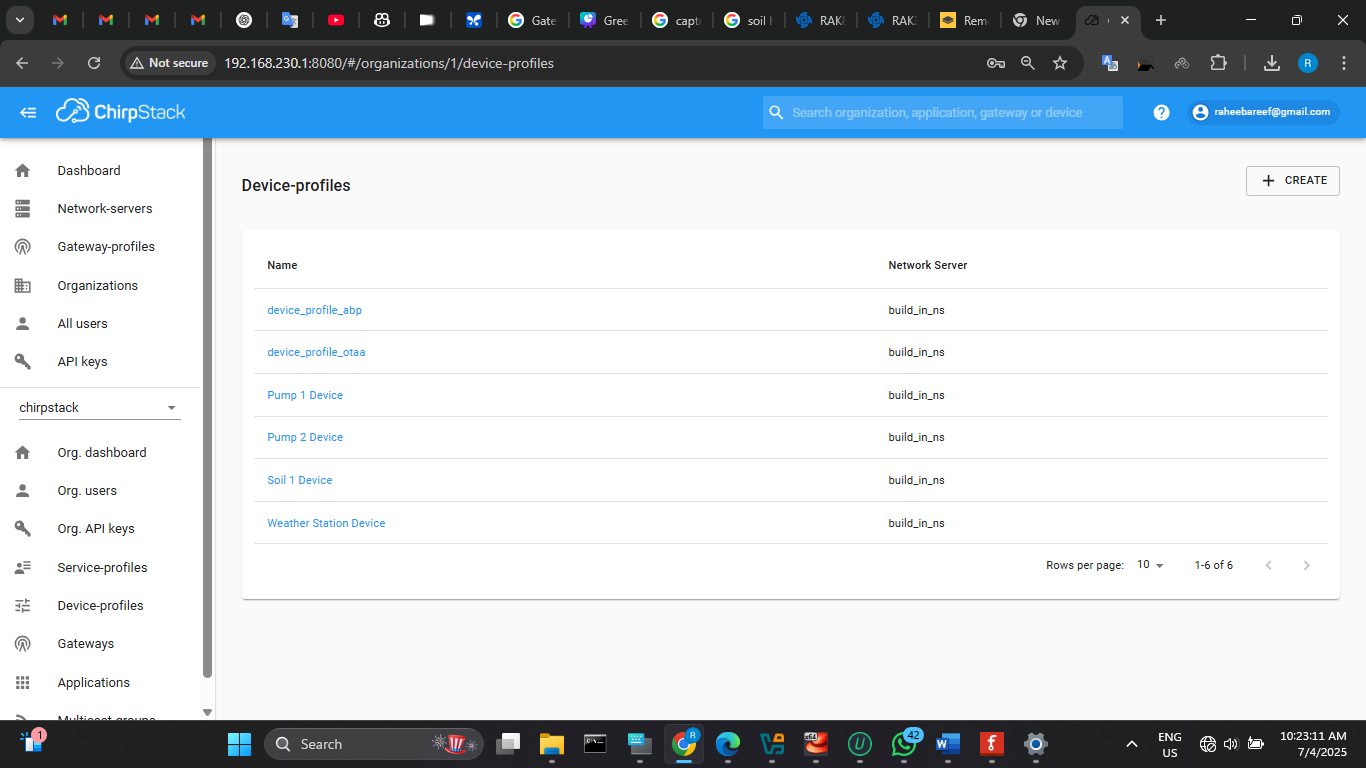 Gate
Gree
capt
soil
RAK
RAK
Rem
New
Not secure
192.168.230.1:8080/#/organizations/1/device-profiles
R
ChirpStack
Search organization, application, gateway or device
raheebareef@gmail.com
Dashboard
Network-servers
Gateway-profiles
Organizations
All users
API keys
chirpstack
Org. dashboard
Org. users
Org. API keys
Service-profiles
Device-profiles
Gateways
Applications
Device-profiles
CREATE
Name Network Server
device_profile_abp build_in_ns
device_profile_otaa build_in_ns
Pump 1 Device build_in_ns
Pump 2 Device build_in_ns
Soil 1 Device build_in_ns
Weather Station Device build_in_ns
Rows per page: 10 1-6 of 6
1
Search
R
42
ENG
US
10:23:11 AM
7/4/2025